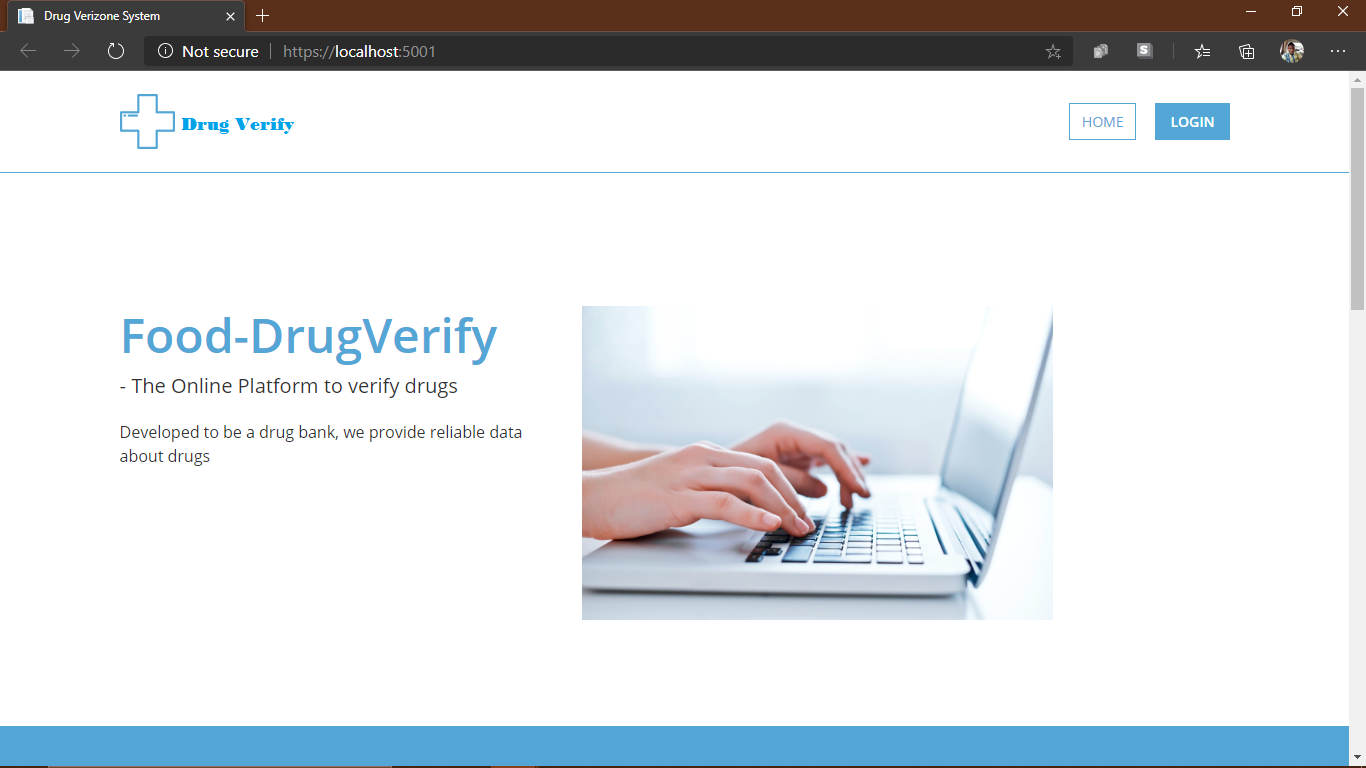 Drug Verizone System
Not secure https://localhost:5001
Drug Verify
HOME
LOGIN
Food-DrugVerify
- The Online Platform to verify drugs
Developed to be a drug bank, we provide reliable data
about drugs